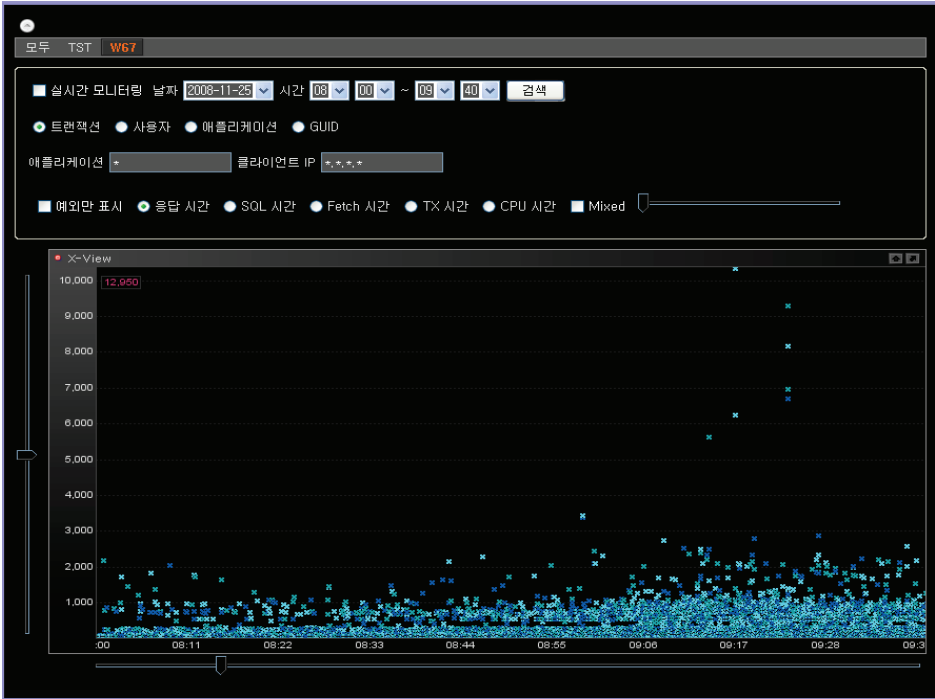 모두 TST W67
실시간 모니터링 날짜 2008-11-25 시간 08 00 ~ 09 40 검색
트랜잭션 사용자 애플리케이션 GUID
애플리케이션 * 클라이언트 IP *.*.*.*
예외만 표시 응답 시간 SQL 시간 Fetch 시간 TX 시간 CPU 시간 Mixed
X-View
10,000 12,950
9,000
8,000
7,000
6,000
5,000
4,000
3,000
2,000
1,000
:00 08:11 08:22 08:33 08:44 08:55 09:06 09:17 09:28 09:3